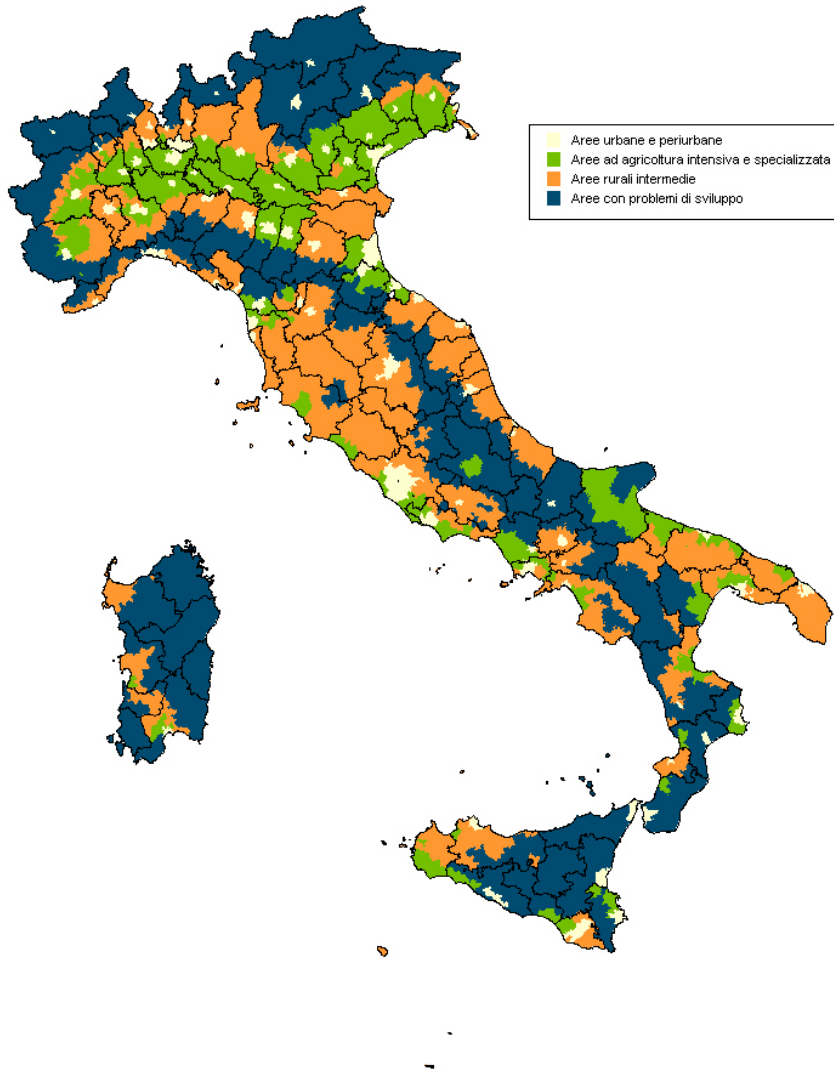 Aree urbane e periurbane
Aree ad agricoltura intensiva e specializzata
Aree rurali intermedie
Aree con problemi di sviluppo